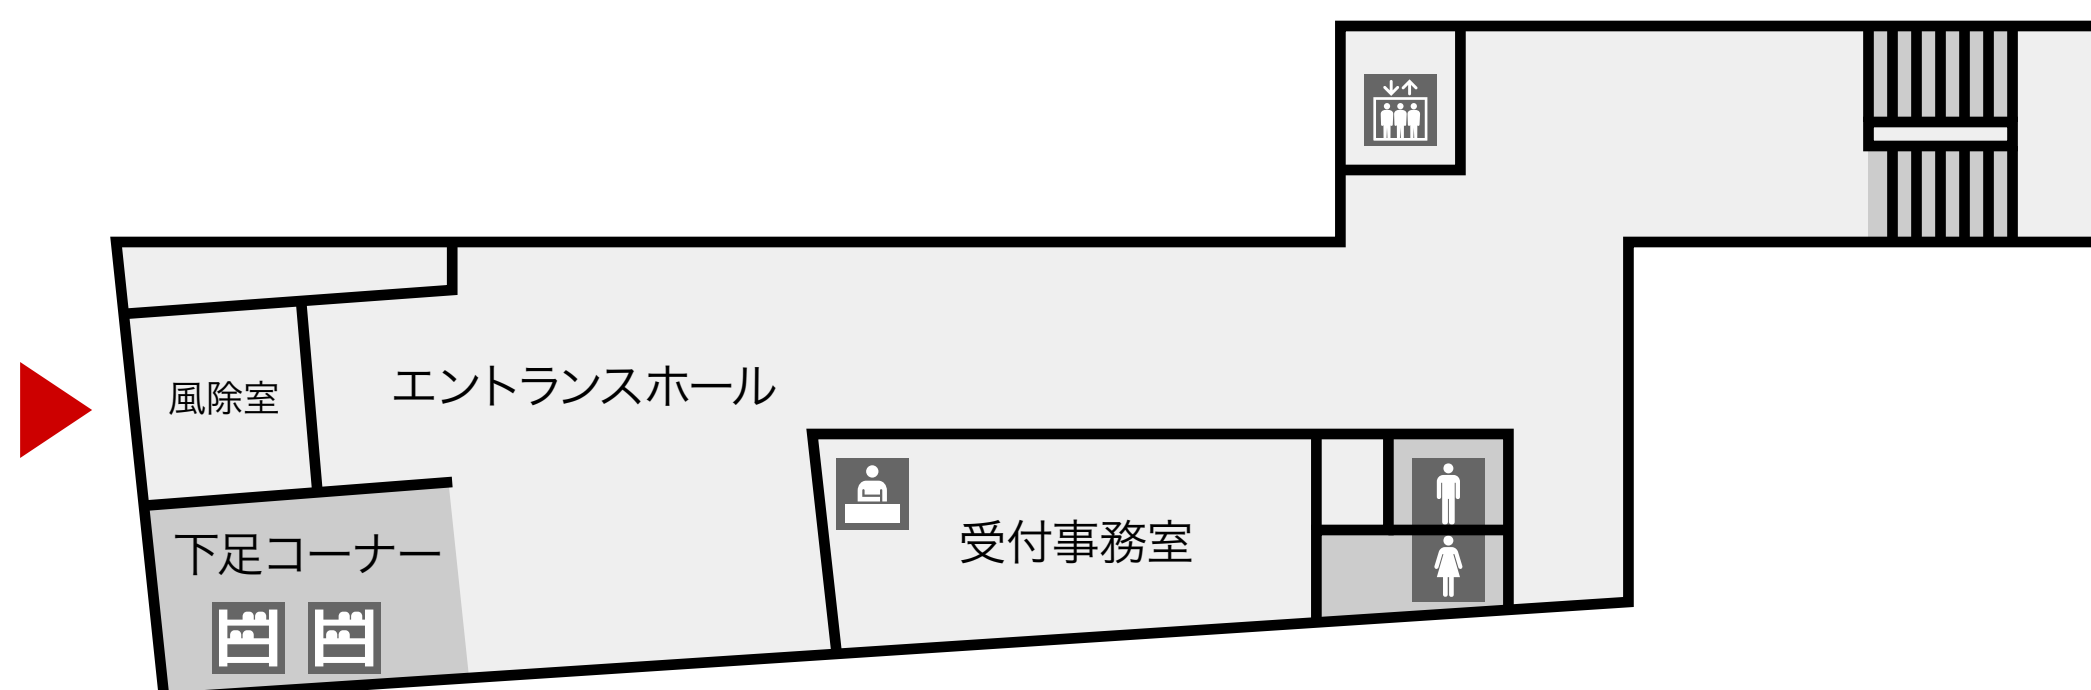 エントランスホール
風除室
受付事務室
下足コーナー